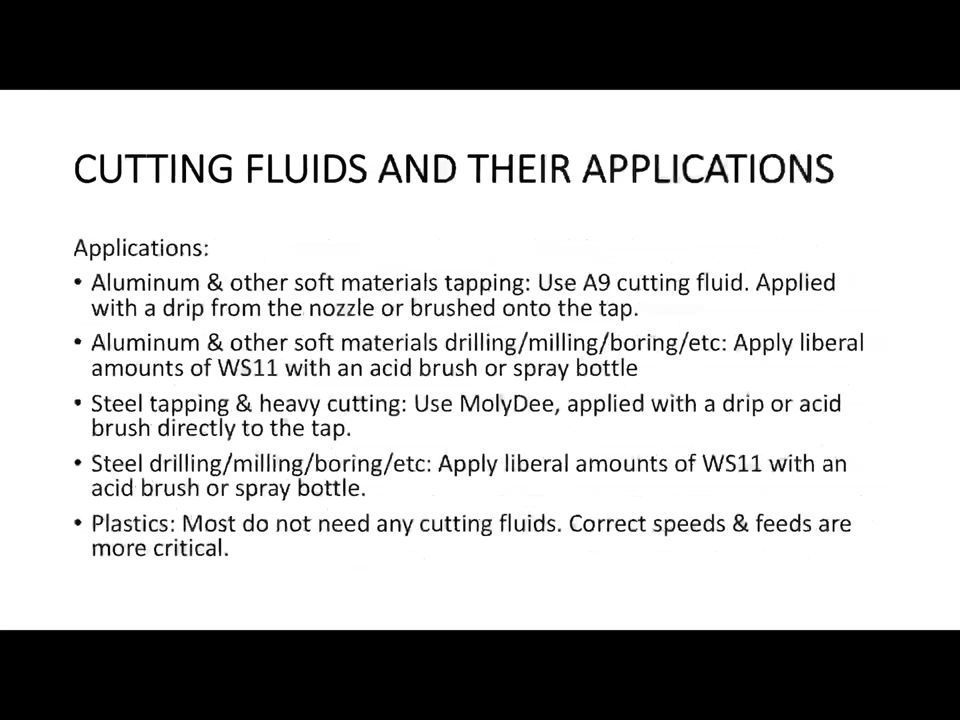 CUTTING FLUIDS AND THEIR APPLICATIONS
Applications:
• Aluminum & other soft materials tapping: Use A9 cutting fluid. Applied
with a drip from the nozzle or brushed onto the tap.
• Aluminum & other soft materials drilling/milling/boring/etc: Apply liberal
amounts of WS11 with an acid brush or spray bottle
• Steel tapping & heavy cutting: Use MolyDee, applied with a drip or acid
brush directly to the tap.
• Steel drilling/milling/boring/etc: Apply liberal amounts of WS11 with an
acid brush or spray bottle.
• Plastics: Most do not need any cutting fluids. Correct speeds & feeds are
more critical.